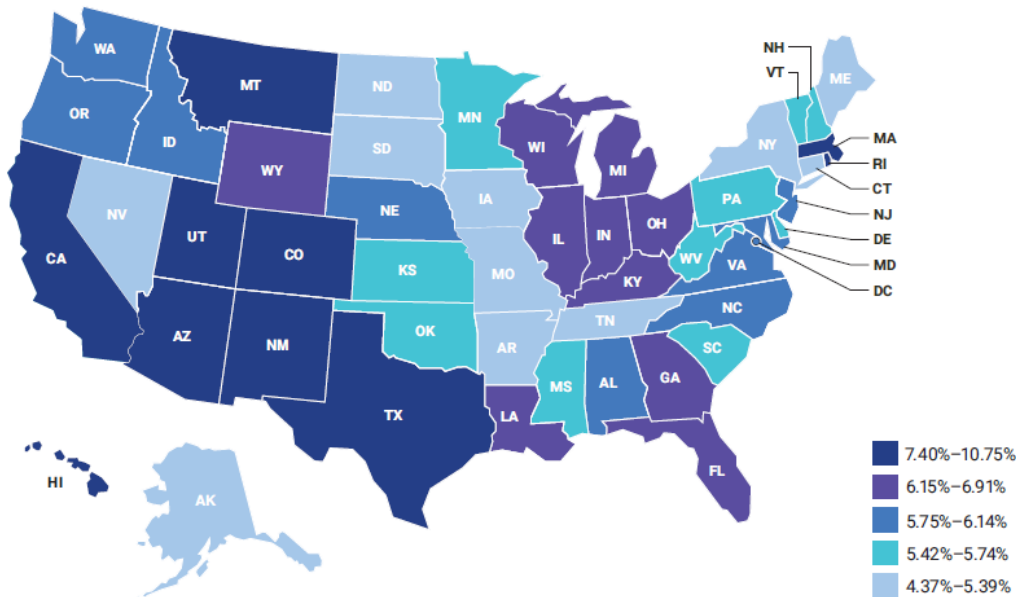 WA
MT
ND
MN
NH
VT
ME
OR
ID
SD
WI
MI
NY
MA
RI
CT
WY
IA
PA
NJ
NV
NE
DE
UT
CO
IL
IN
OH
WV
VA
MD
DC
CA
KS
MO
KY
NC
AZ
NM
OK
AR
TN
SC
MS
AL
GA
TX
LA
FL
HI
AK
7.40%–10.75%
6.15%–6.91%
5.75%–6.14%
5.42%–5.74%
4.37%–5.39%